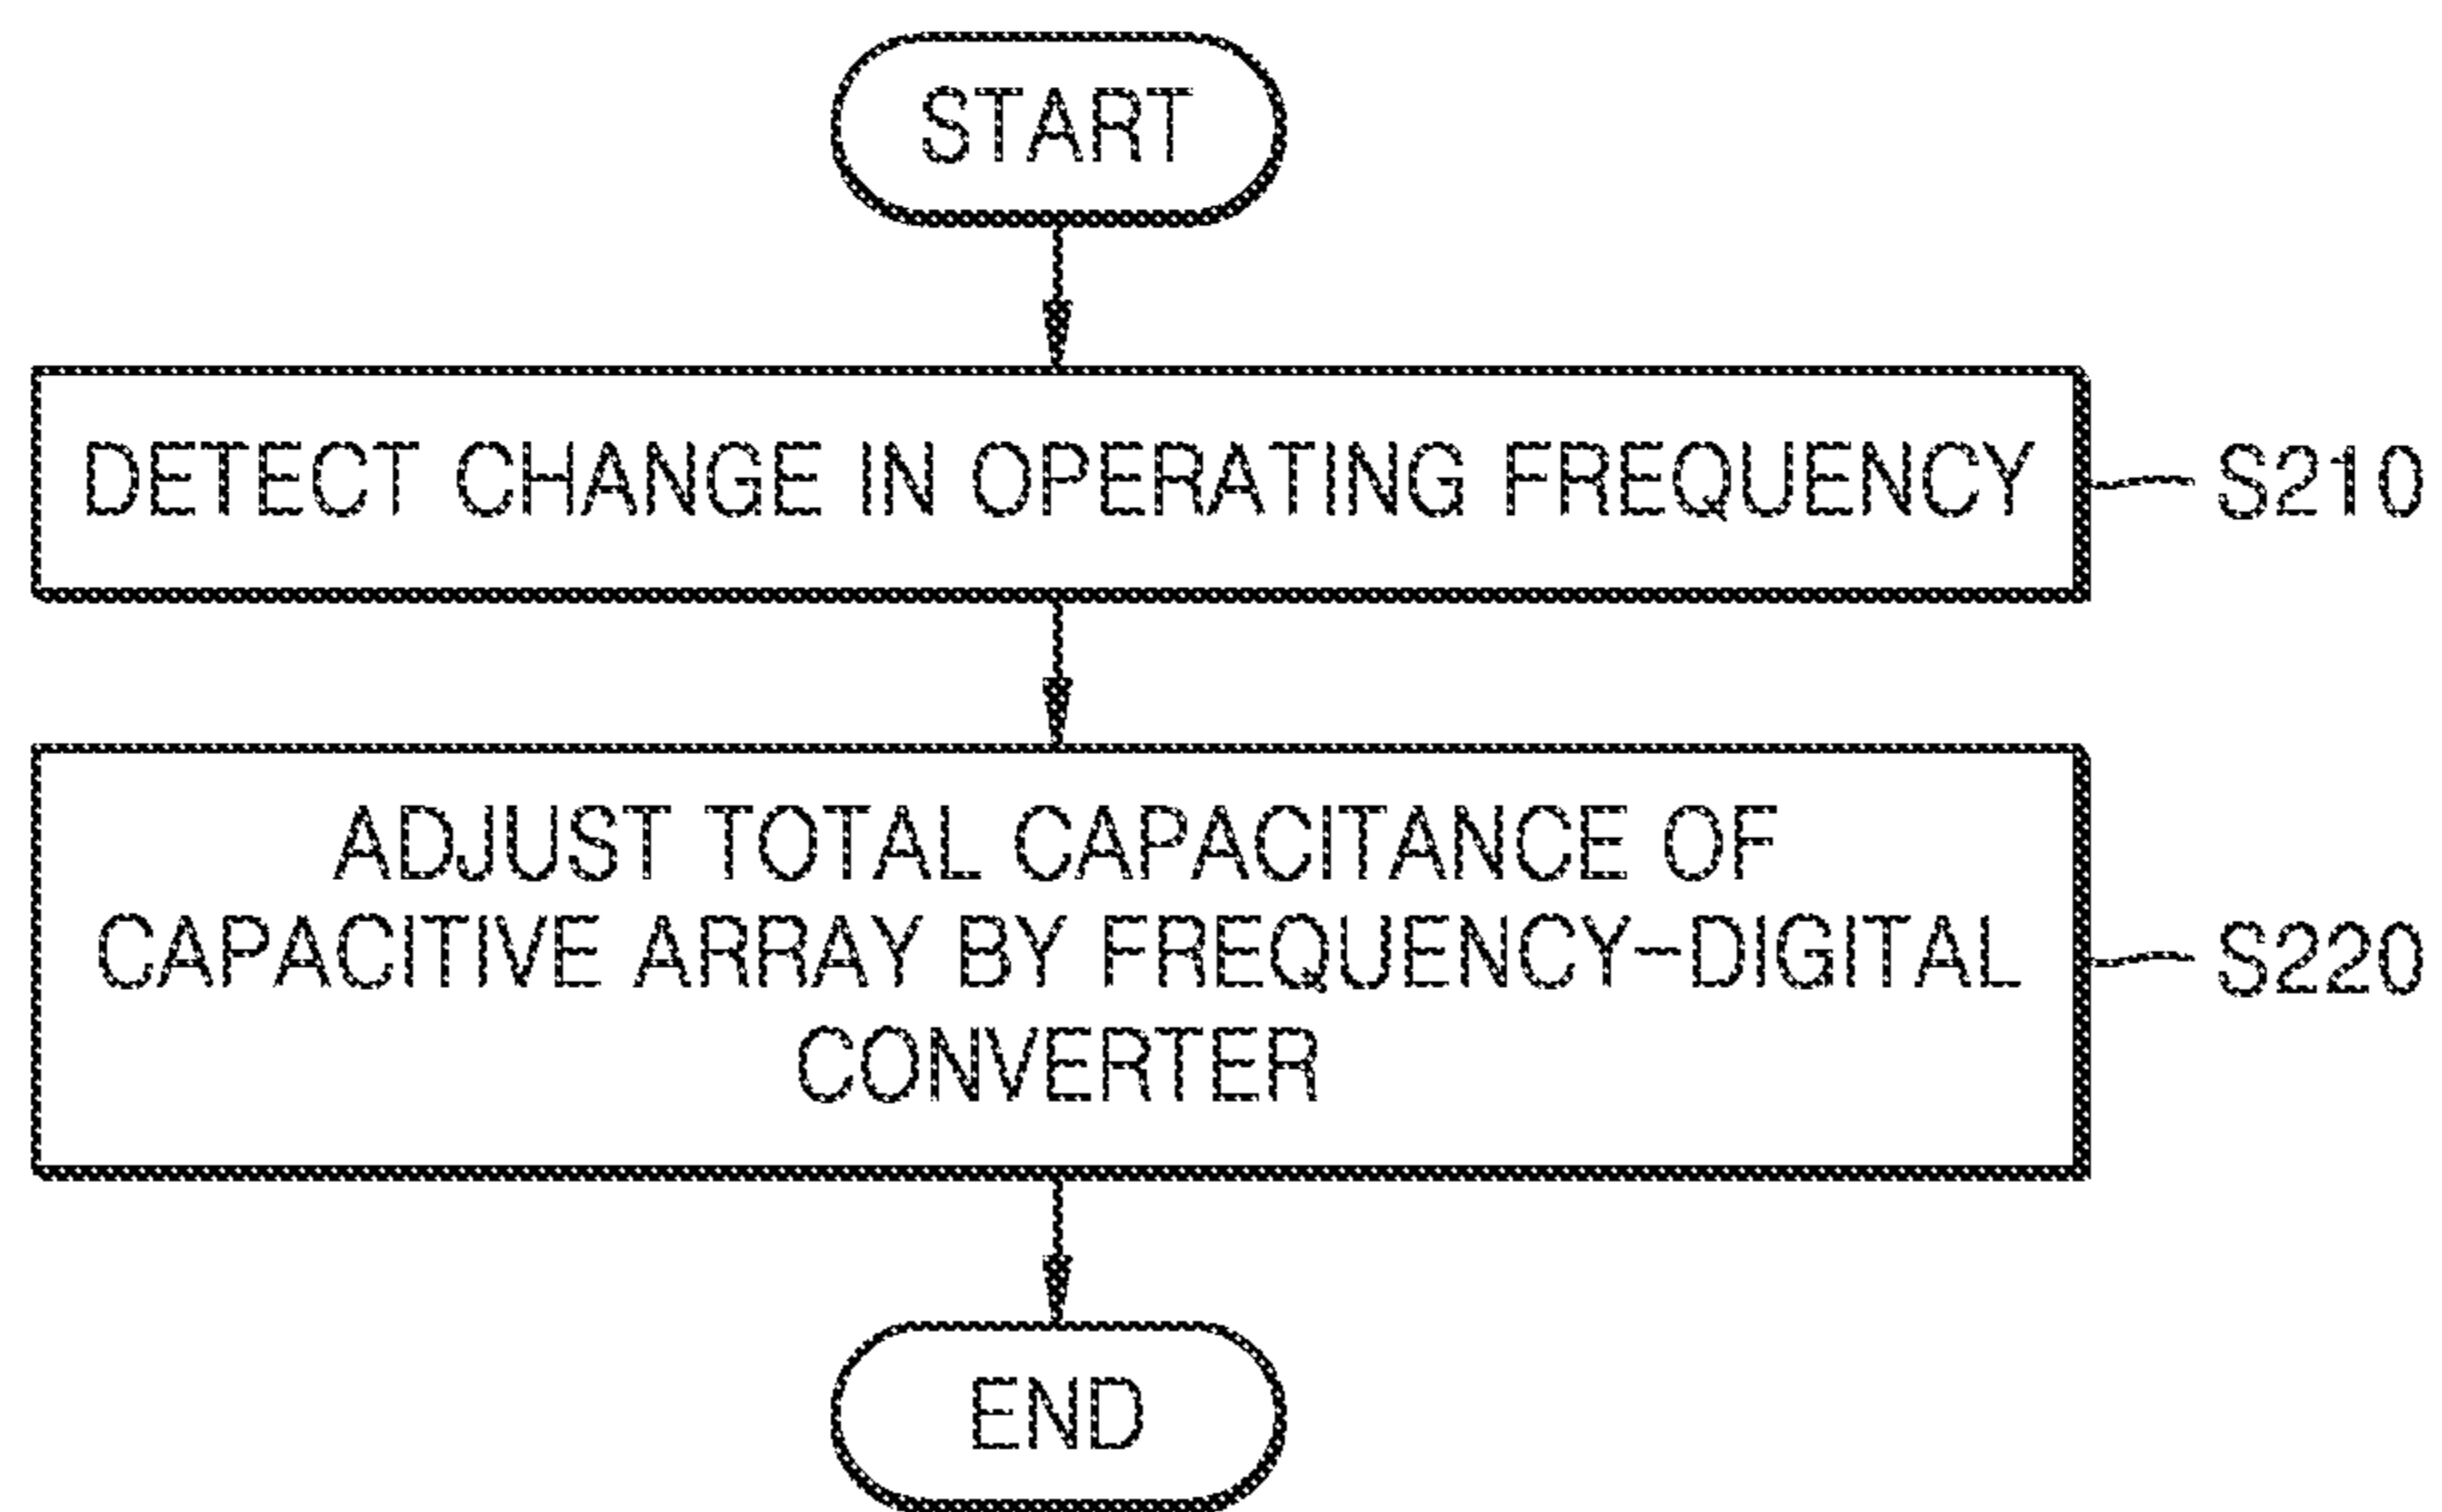 START
DETECT CHANGE IN OPERATING FREQUENCY
S210
ADJUST TOTAL CAPACITANCE OF
CAPACITIVE ARRAY BY FREQUENCY-DIGITAL
CONVERTER
S220
END